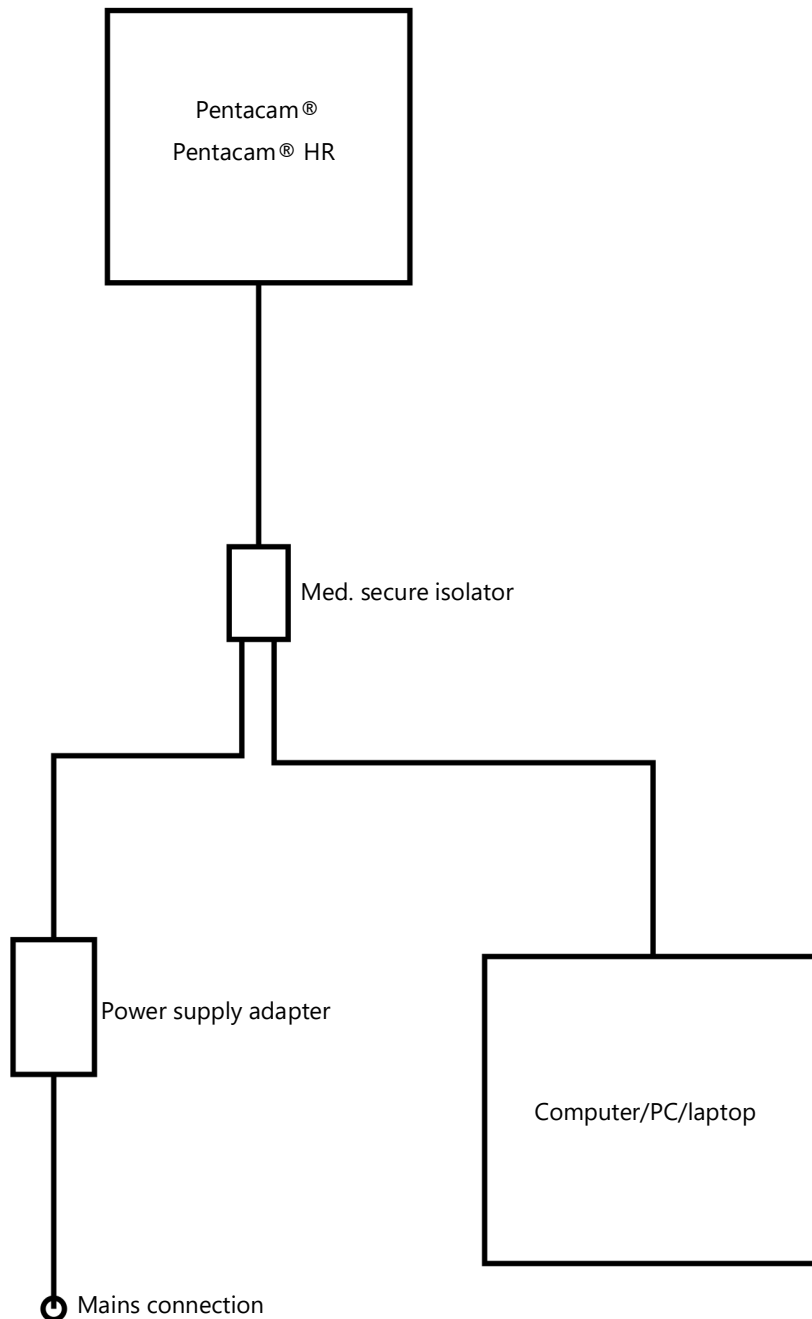 Pentacam®
Pentacam® HR
Med. secure isolator
Power supply adapter
Computer/PC/laptop
Mains connection